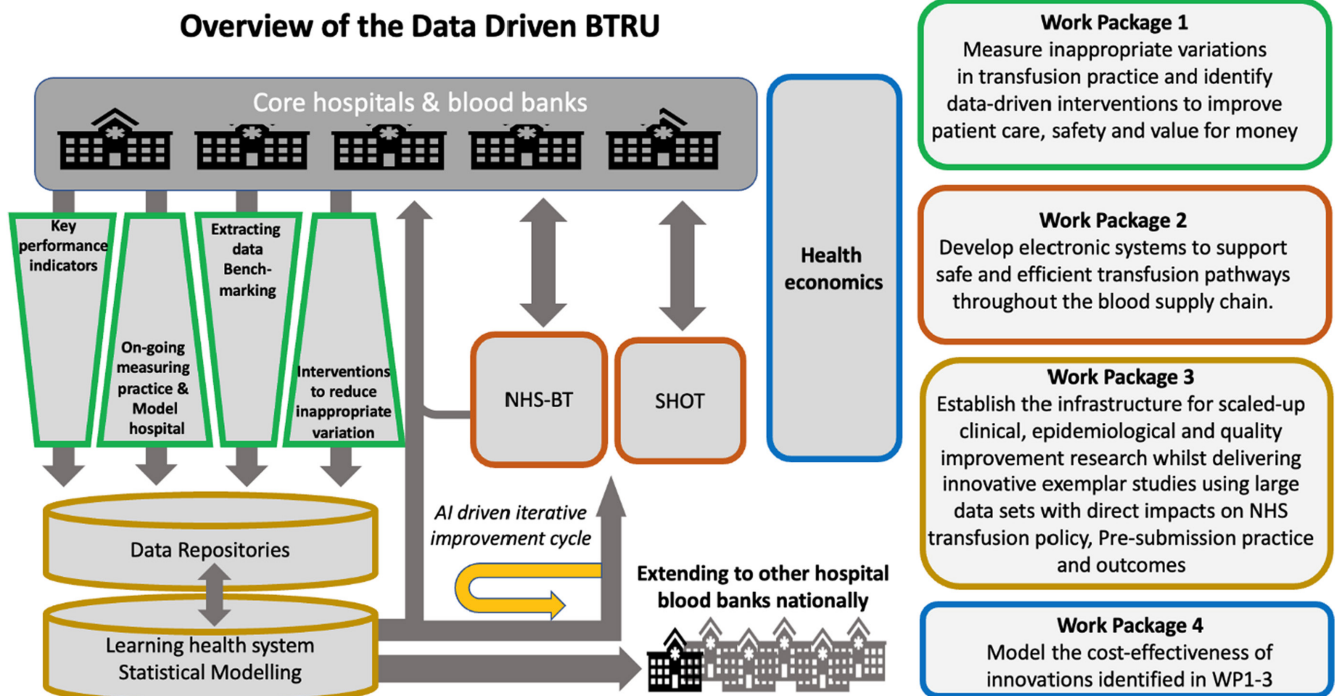 Overview of the Data Driven BTRU
Core hospitals & blood banks
Key
performance
indicators
On-going
measuring
practice &
Model
hospital
Extracting
data
Bench-
marking
Interventions
to reduce
inappropriate
variation
NHS-BT
SHOT
Health
economics
Data Repositories
Learning health system
Statistical Modelling
AI driven iterative
improvement cycle
Extending to other hospital
blood banks nationally
Work Package 1
Measure inappropriate variations
in transfusion practice and identify
data-driven interventions to improve
patient care, safety and value for money
Work Package 2
Develop electronic systems to support
safe and efficient transfusion pathways
throughout the blood supply chain.
Work Package 3
Establish the infrastructure for scaled-up
clinical, epidemiological and quality
improvement research whilst delivering
innovative exemplar studies using large
data sets with direct impacts on NHS
transfusion policy, Pre-submission practice
and outcomes
Work Package 4
Model the cost-effectiveness of
innovations identified in WP1-3